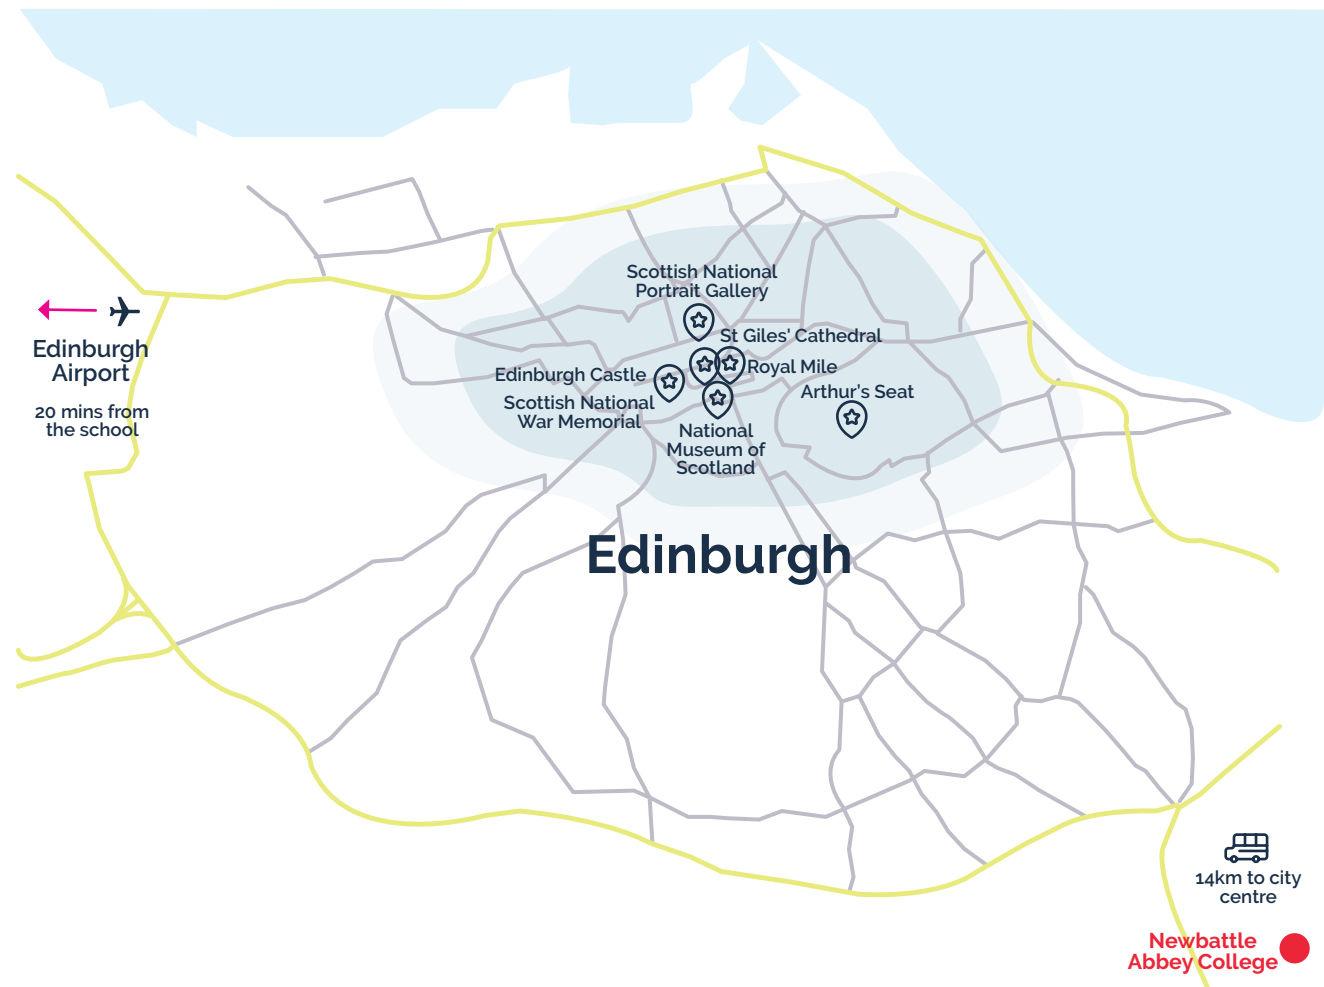 Scottish National
Portrait Gallery
St Giles' Cathedral
Royal Mile
Edinburgh Castle
Scottish National
War Memorial
Arthur's Seat
National
Museum of
Scotland
Edinburgh
Airport
20 mins from
the school
Edinburgh
14km to city
centre
Newbattle
Abbey College